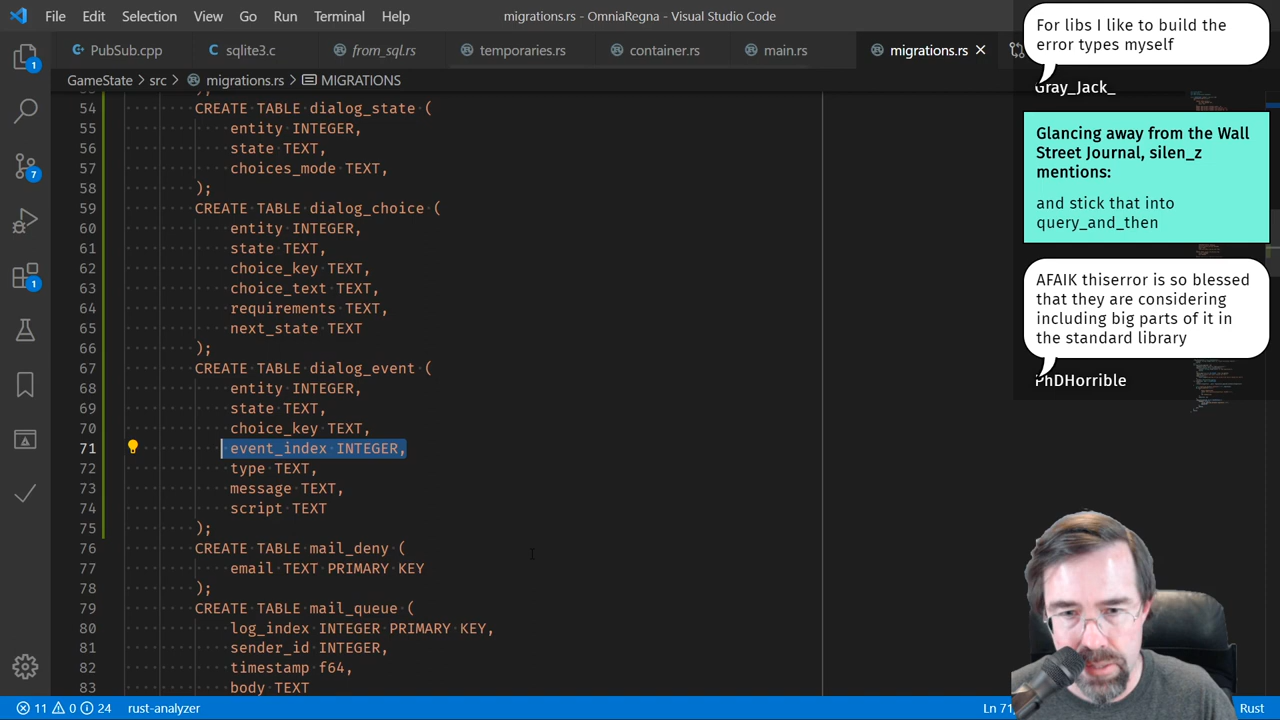 File Edit Selection View Go Run Terminal Help migrations.rs - OmniaRegna - Visual Studio Code
PubSub.cpp sqlite3.c from_sql.rs temporaries.rs container.rs main.rs migrations.rs
GameState > src > migrations.rs > MIGRATIONS
53 );
54 CREATE TABLE dialog_state (
55 entity INTEGER,
56 state TEXT,
57 choices_mode TEXT,
58 );
59 CREATE TABLE dialog_choice (
60 entity INTEGER,
61 state TEXT,
62 choice_key TEXT,
63 choice_text TEXT,
64 requirements TEXT,
65 next_state TEXT
66 );
67 CREATE TABLE dialog_event (
68 entity INTEGER,
69 state TEXT,
70 choice_key TEXT,
71 event_index INTEGER,
72 type TEXT,
73 message TEXT,
74 script TEXT
75 );
76 CREATE TABLE mail_deny (
77 email TEXT PRIMARY KEY
78 );
79 CREATE TABLE mail_queue (
80 log_index INTEGER PRIMARY KEY,
81 sender_id INTEGER,
82 timestamp f64,
83 body TEXT
1
7
1
For libs I like to build the
error types myself
Gray_Jack_
Glancing away from the Wall
Street Journal, silen_z
mentions:
and stick that into
query_and_then
AFAIK thiserror is so blessed
that they are considering
including big parts of it in
the standard library
PhDHorrible
11 0 24 rust-analyzer Ln 71, Rust